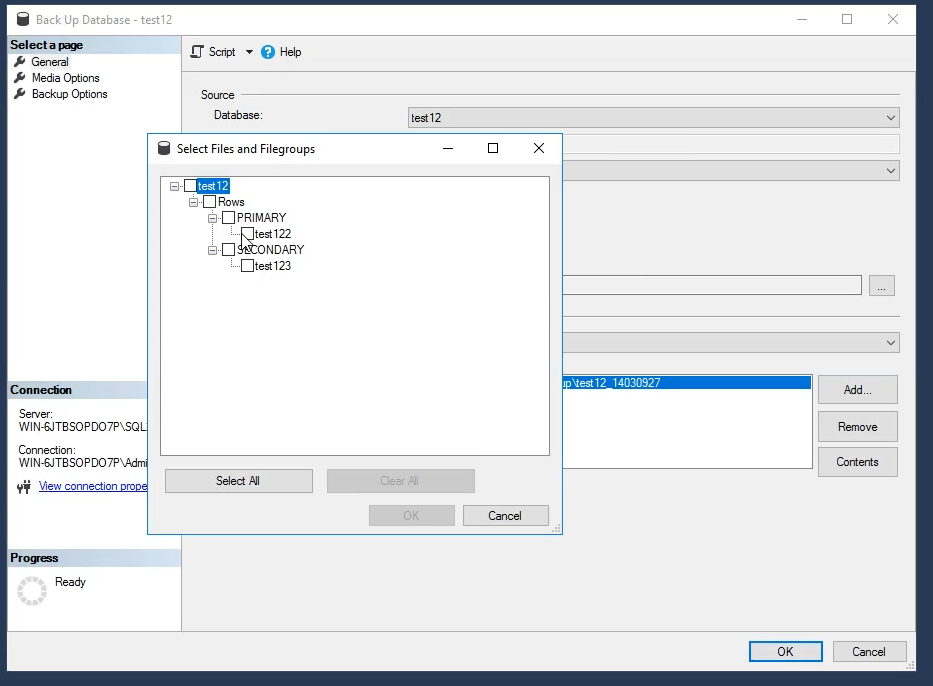 Back Up Database - test12
Select a page
General
Media Options
Backup Options
Script
Help
Source
Database:
test12
Select Files and Filegroups
test12
Rows
PRIMARY
test122
SECONDARY
test123
Select All
Clear All
OK
Cancel
...
up\test12_14030927
Add...
Remove
Contents
Connection
Server:
WIN-6JTBSOPDO7P\SQL
Connection:
WIN-6JTBSOPDO7P\Admi
View connection prope
Progress
Ready
OK
Cancel